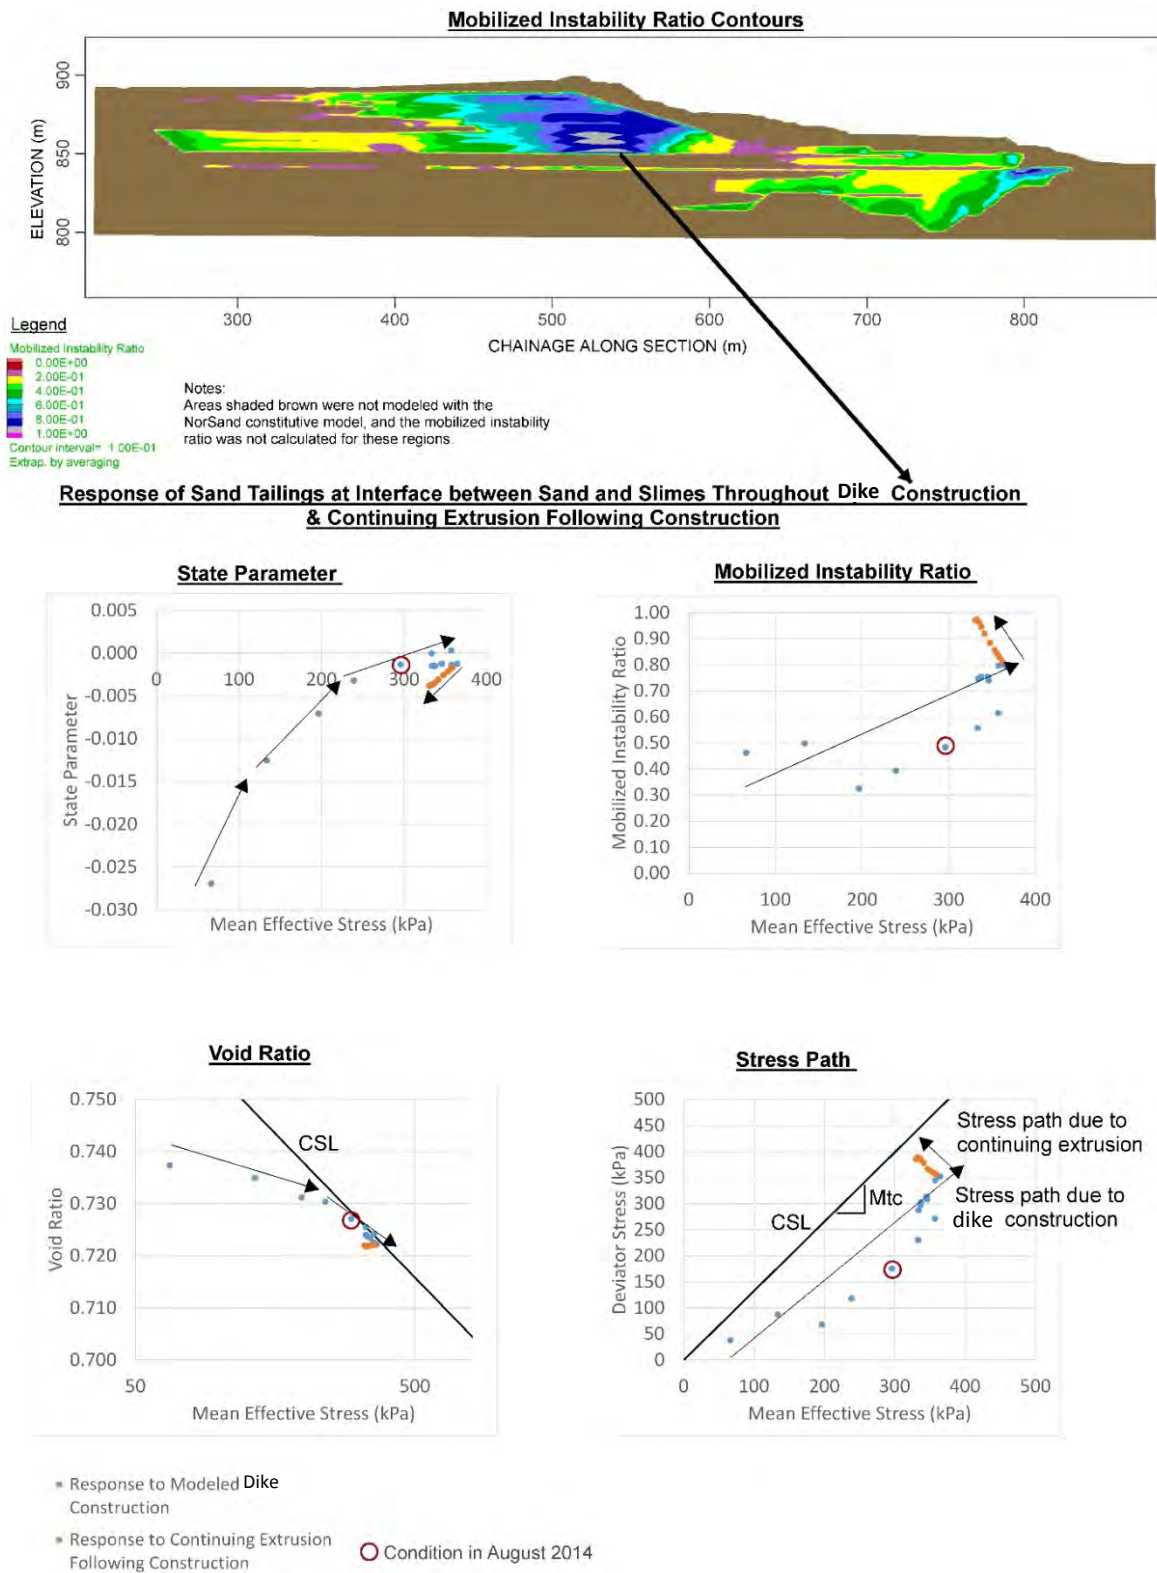 Mobilized Instability Ratio Contours
900
850
800
ELEVATION (m)
300
400
500
600
700
800
CHAINAGE ALONG SECTION (m)
Legend
Mobilized Instability Ratio
0.00E+00
2.00E-01
4.00E-01
6.00E-01
8.00E-01
1.00E+00
Contour interval= 1.00E-01
Extrap. by averaging
Notes:
Areas shaded brown were not modeled with the
NorSand constitutive model, and the mobilized instability
ratio was not calculated for these regions.
Response of Sand Tailings at Interface between Sand and Slimes Throughout Dike Construction
& Continuing Extrusion Following Construction
State Parameter
0.005
0.000
-0.005
-0.010
-0.015
-0.020
-0.025
-0.030
0
100
200
300
400
State Parameter
Mean Effective Stress (kPa)
Mobilized Instability Ratio
1.00
0.90
0.80
0.70
0.60
0.50
0.40
0.30
0.20
0.10
0.00
0
100
200
300
400
Mobilized Instability Ratio
Mean Effective Stress (kPa)
Void Ratio
0.750
0.740
0.730
0.720
0.710
0.700
50
500
CSL
Void Ratio
Mean Effective Stress (kPa)
Stress Path
500
450
400
350
300
250
200
150
100
50
0
0
100
200
300
400
500
Deviator Stress (kPa)
Mean Effective Stress (kPa)
CSL
Mtc
Stress path due to
continuing extrusion
Stress path due to
dike construction
Response to Modeled Dike
Construction
Response to Continuing Extrusion
Following Construction
Condition in August 2014